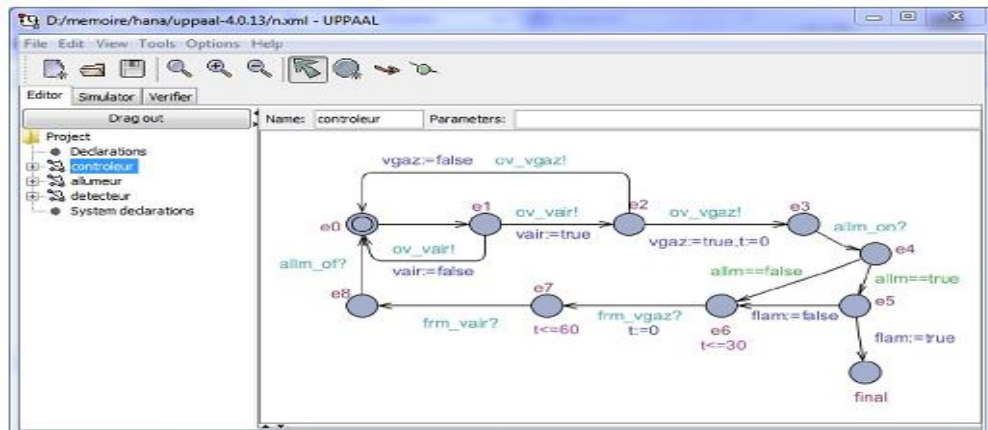 D:/memoire/hana/uppaal-4.0.13/n.xml - UPPAAL
File Edit View Tools Options Help
Editor Simulator Verifier
Drag out
Name: controleur Parameters:
Project
Declarations
controleur
allumeur
detecteur
System declarations
vgaz:=false ov_vgaz!
e0
e1
ov_vair!
vair:=true
e2
ov_vgaz!
vgaz:=true,t:=0
e3
allm_on?
e4
ov_vair!
vair:=false
allm_of?
allm==false
allm==true
e8
frm_vair?
e7
t<=60
frm_vgaz?
t:=0
e6
t<=30
flam:=false
e5
flam:=true
final